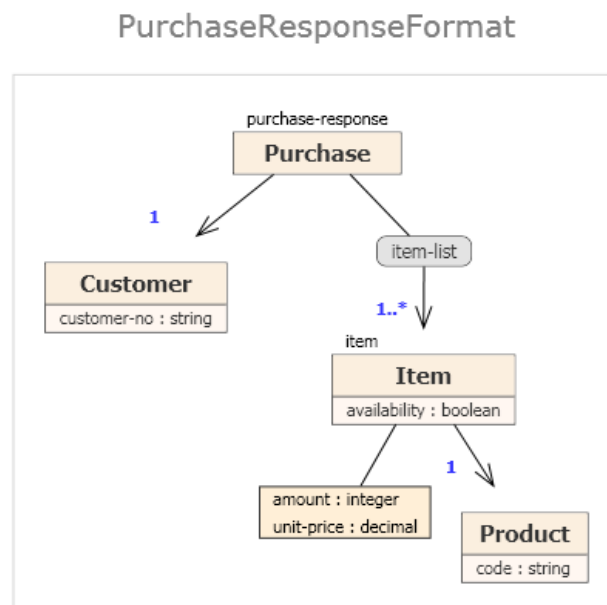 PurchaseResponseFormat
purchase-response
Purchase
1
item-list
Customer
customer-no : string
1..*
item
Item
availability : boolean
1
amount : integer
unit-price : decimal
Product
code : string